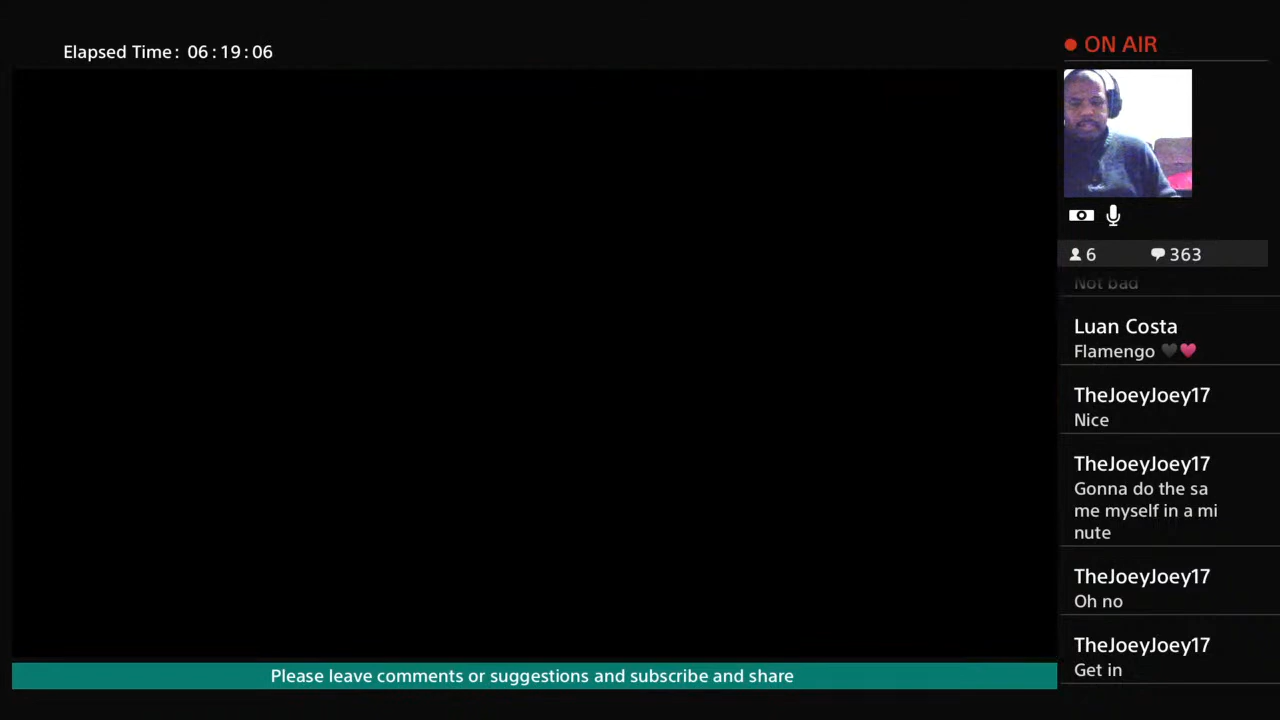 Elapsed Time: 06:19:06
ON AIR
6 363
Not bad
Luan Costa
Flamengo 🖤❤️
TheJoeyJoey17
Nice
TheJoeyJoey17
Gonna do the sa
me myself in a mi
nute
TheJoeyJoey17
Oh no
TheJoeyJoey17
Get in
Please leave comments or suggestions and subscribe and share